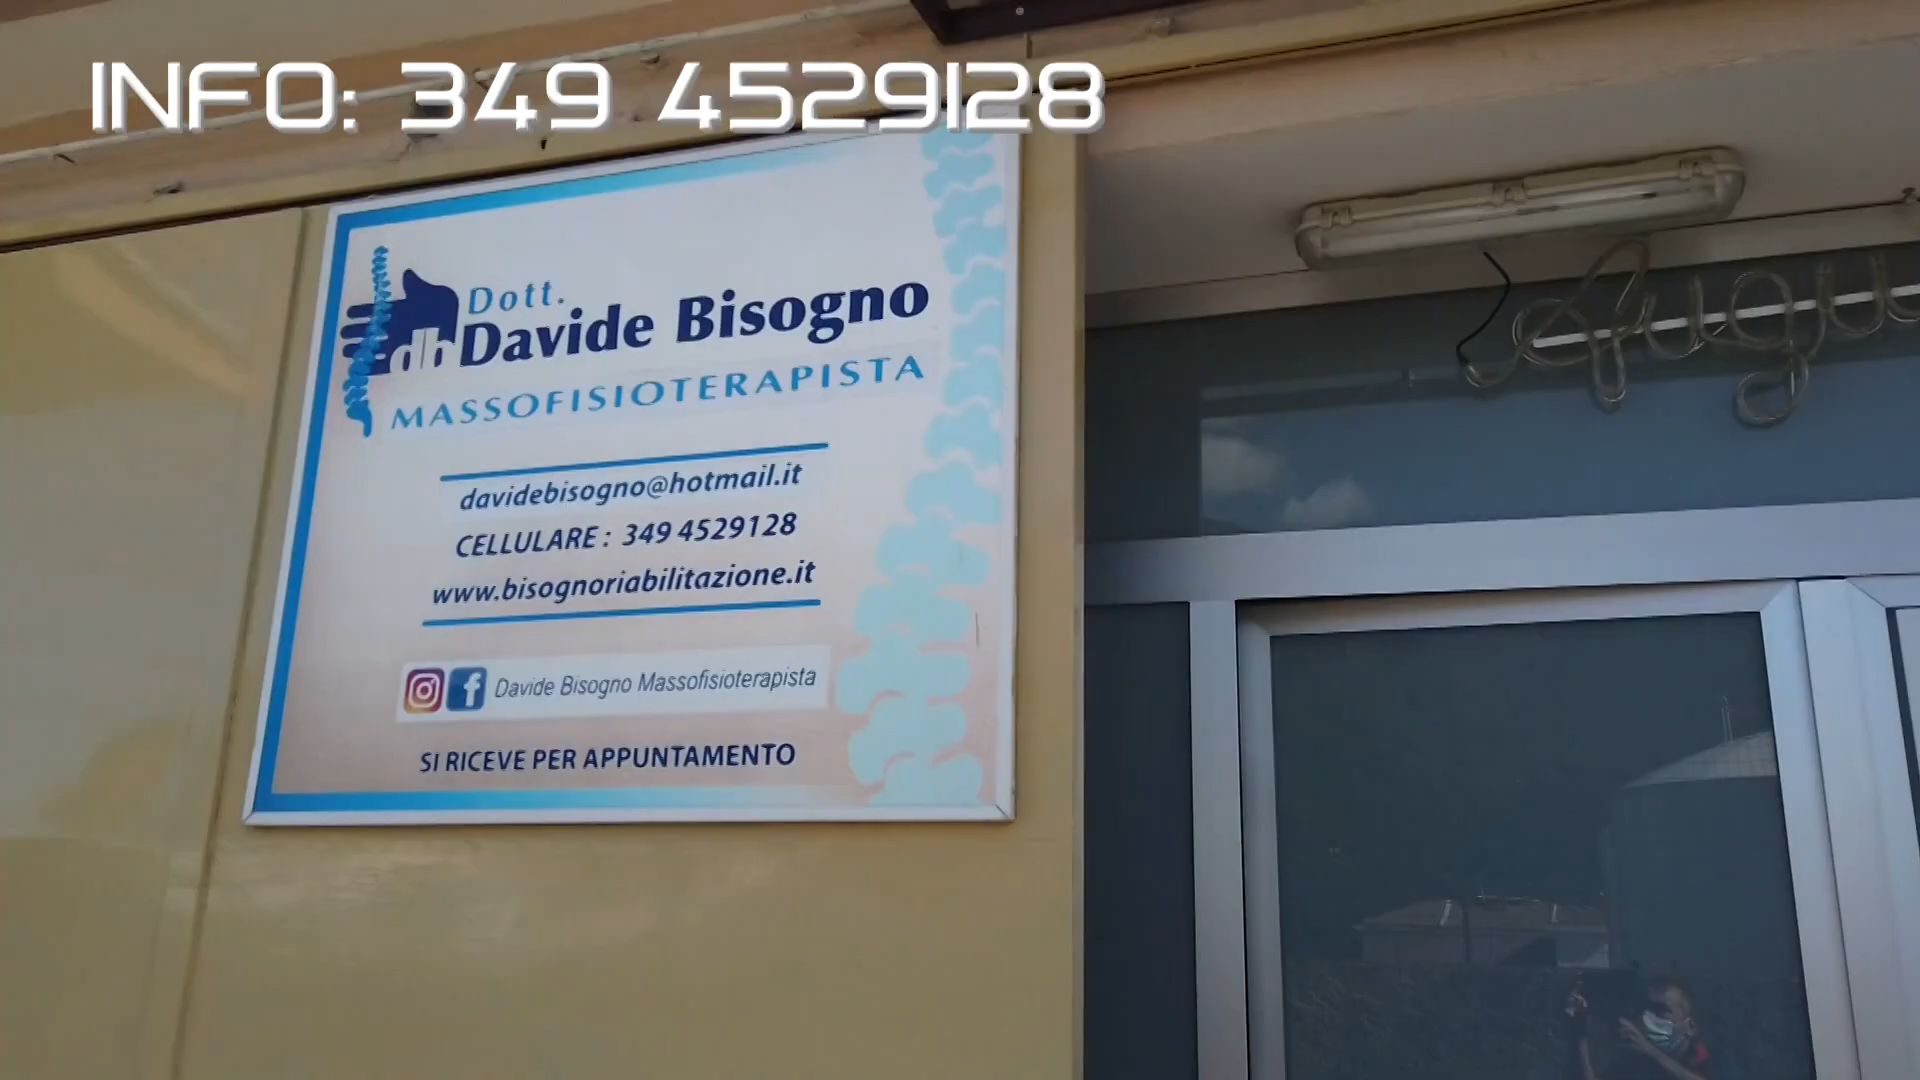 INFO: 349 4529128
Dott.
Davide Bisogno
db
MASSOFISIOTERAPISTA
davidebisogno@hotmail.it
CELLULARE : 349 4529128
www.bisognoriabilitazione.it
Davide Bisogno Massofisioterapista
SI RICEVE PER APPUNTAMENTO